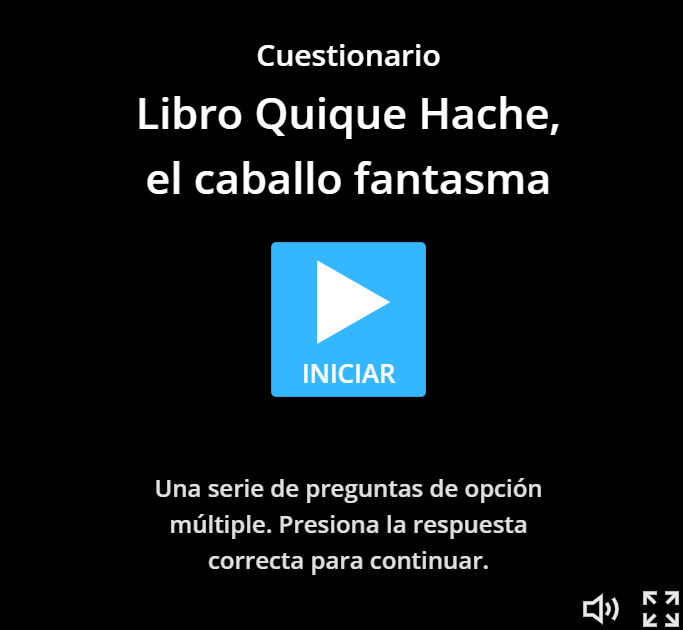 Cuestionario
Libro Quique Hache,
el caballo fantasma
INICIAR
Una serie de preguntas de opción
múltiple. Presiona la respuesta
correcta para continuar.